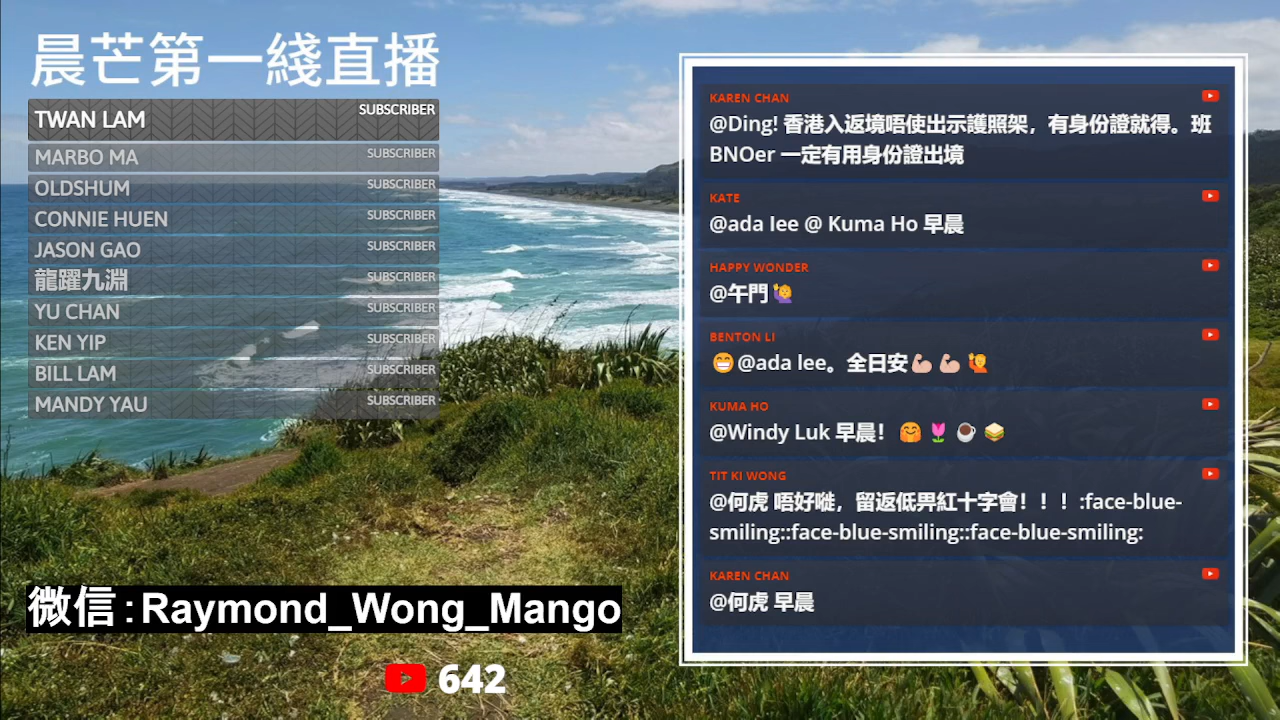 晨芒第一綫直播
TWAN LAM SUBSCRIBER
MARBO MA SUBSCRIBER
OLDSHUM SUBSCRIBER
CONNIE HUEN SUBSCRIBER
JASON GAO SUBSCRIBER
龍躍九淵 SUBSCRIBER
YU CHAN SUBSCRIBER
KEN YIP SUBSCRIBER
BILL LAM SUBSCRIBER
MANDY YAU SUBSCRIBER
微信:Raymond_Wong_Mango
642
KAREN CHAN
@Ding! 香港入返境唔使出示護照架，有身份證就得。班
BNOer 一定有用身份證出境
KATE
@ada lee @ Kuma Ho 早晨
HAPPY WONDER
@午門🙋‍♀️
BENTON LI
😁@ada lee。全日安💪🏻💪🏻🙋
KUMA HO
@Windy Luk 早晨！🤗🌷☕🥪
TIT KI WONG
@何虎 唔好嘥，留返低畀紅十字會！！！:face-blue-
smiling::face-blue-smiling::face-blue-smiling:
KAREN CHAN
@何虎 早晨